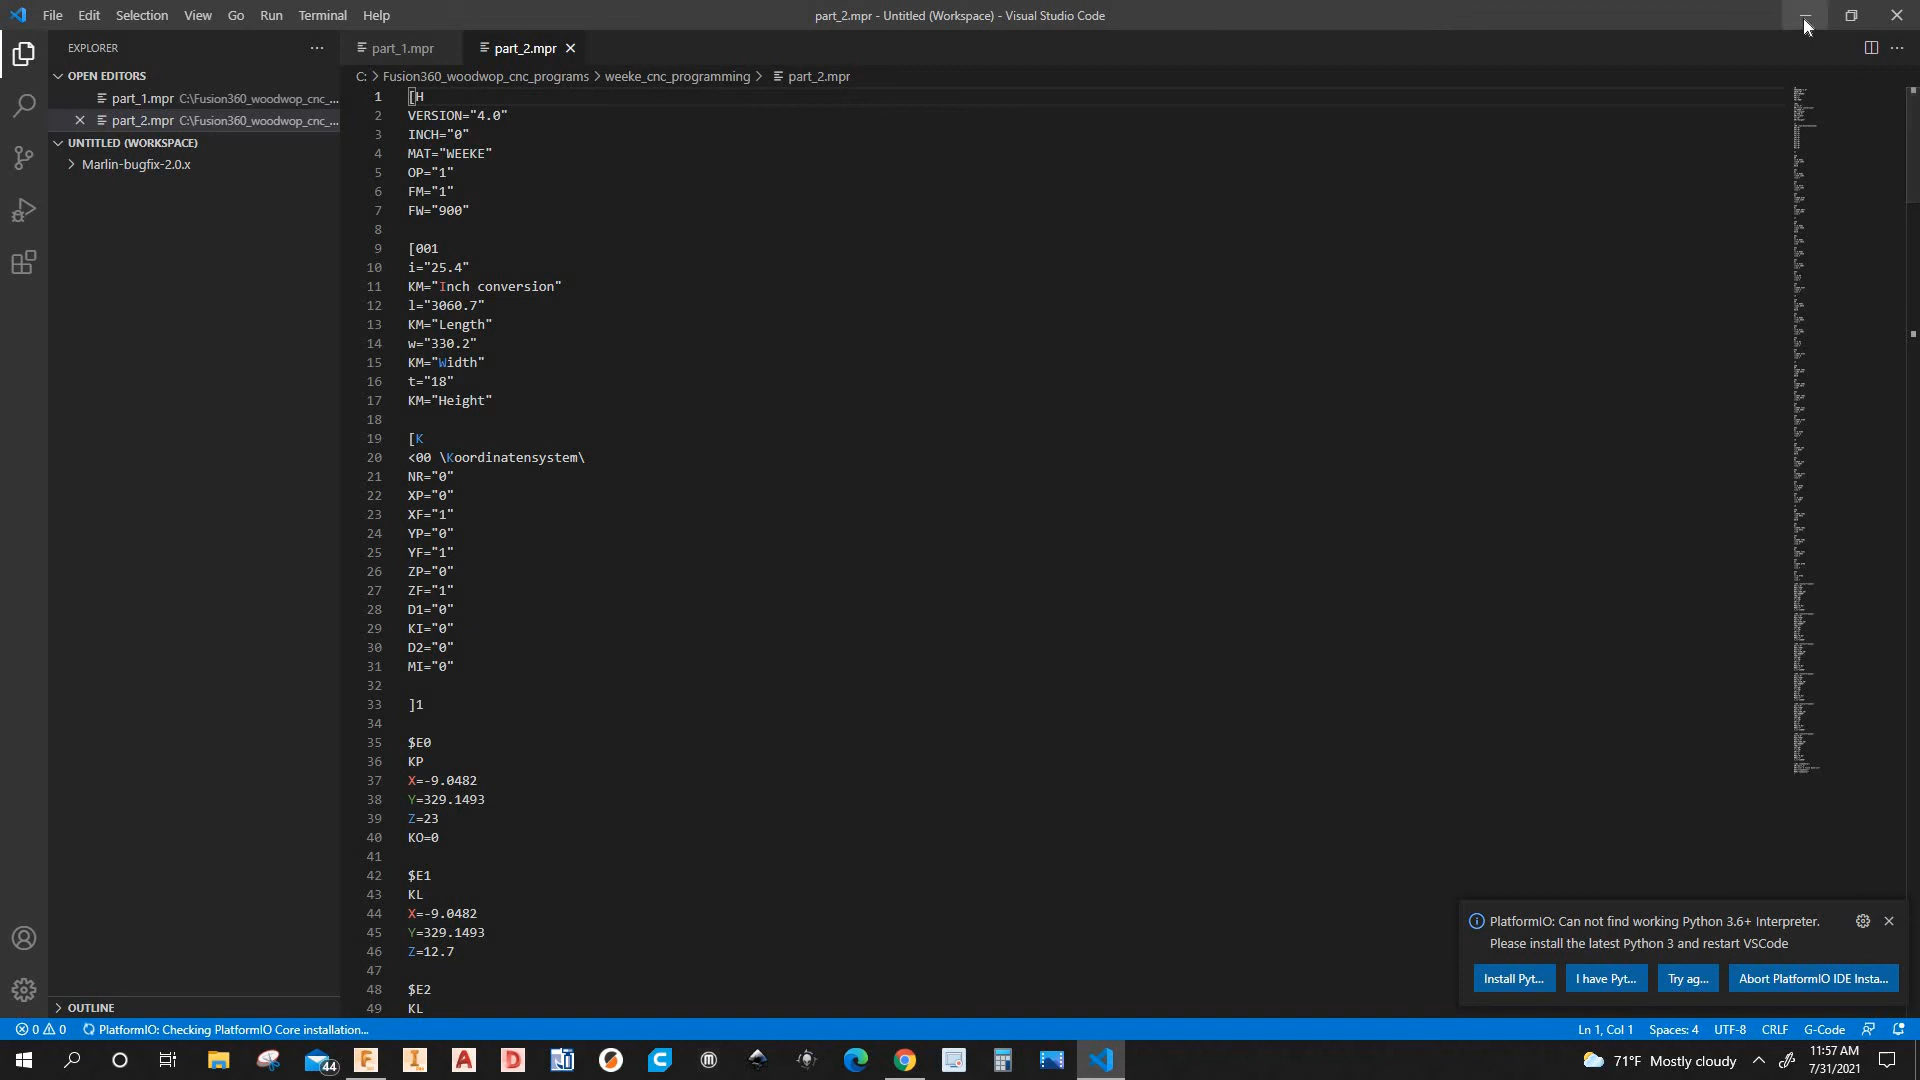 File Edit Selection View Go Run Terminal Help
part_2.mpr - Untitled (Workspace) - Visual Studio Code
EXPLORER
OPEN EDITORS
part_1.mpr C:\Fusion360_woodwop_cnc_...
part_2.mpr C:\Fusion360_woodwop_cnc_...
UNTITLED (WORKSPACE)
Marlin-bugfix-2.0.x
OUTLINE
part_1.mpr
part_2.mpr
C: > Fusion360_woodwop_cnc_programs > weeke_cnc_programming > part_2.mpr
1 [H
2 VERSION="4.0"
3 INCH="0"
4 MAT="WEEKE"
5 OP="1"
6 FM="1"
7 FW="900"
8
9 [001
10 i="25.4"
11 KM="Inch conversion"
12 l="3060.7"
13 KM="Length"
14 w="330.2"
15 KM="Width"
16 t="18"
17 KM="Height"
18
19 [K
20 <00 \Koordinatensystem\
21 NR="0"
22 XP="0"
23 XF="1"
24 YP="0"
25 YF="1"
26 ZP="0"
27 ZF="1"
28 D1="0"
29 KI="0"
30 D2="0"
31 MI="0"
32
33 ]1
34
35 $E0
36 KP
37 X=-9.0482
38 Y=329.1493
39 Z=23
40 KO=0
41
42 $E1
43 KL
44 X=-9.0482
45 Y=329.1493
46 Z=12.7
47
48 $E2
49 KL
PlatformIO: Can not find working Python 3.6+ Interpreter.
Please install the latest Python 3 and restart VSCode
Install Pyt... I have Pyt... Try ag... Abort PlatformIO IDE Insta...
0 0 PlatformIO: Checking PlatformIO Core installation...
Ln 1, Col 1 Spaces: 4 UTF-8 CRLF G-Code
44
71°F Mostly cloudy
11:57 AM
7/31/2021